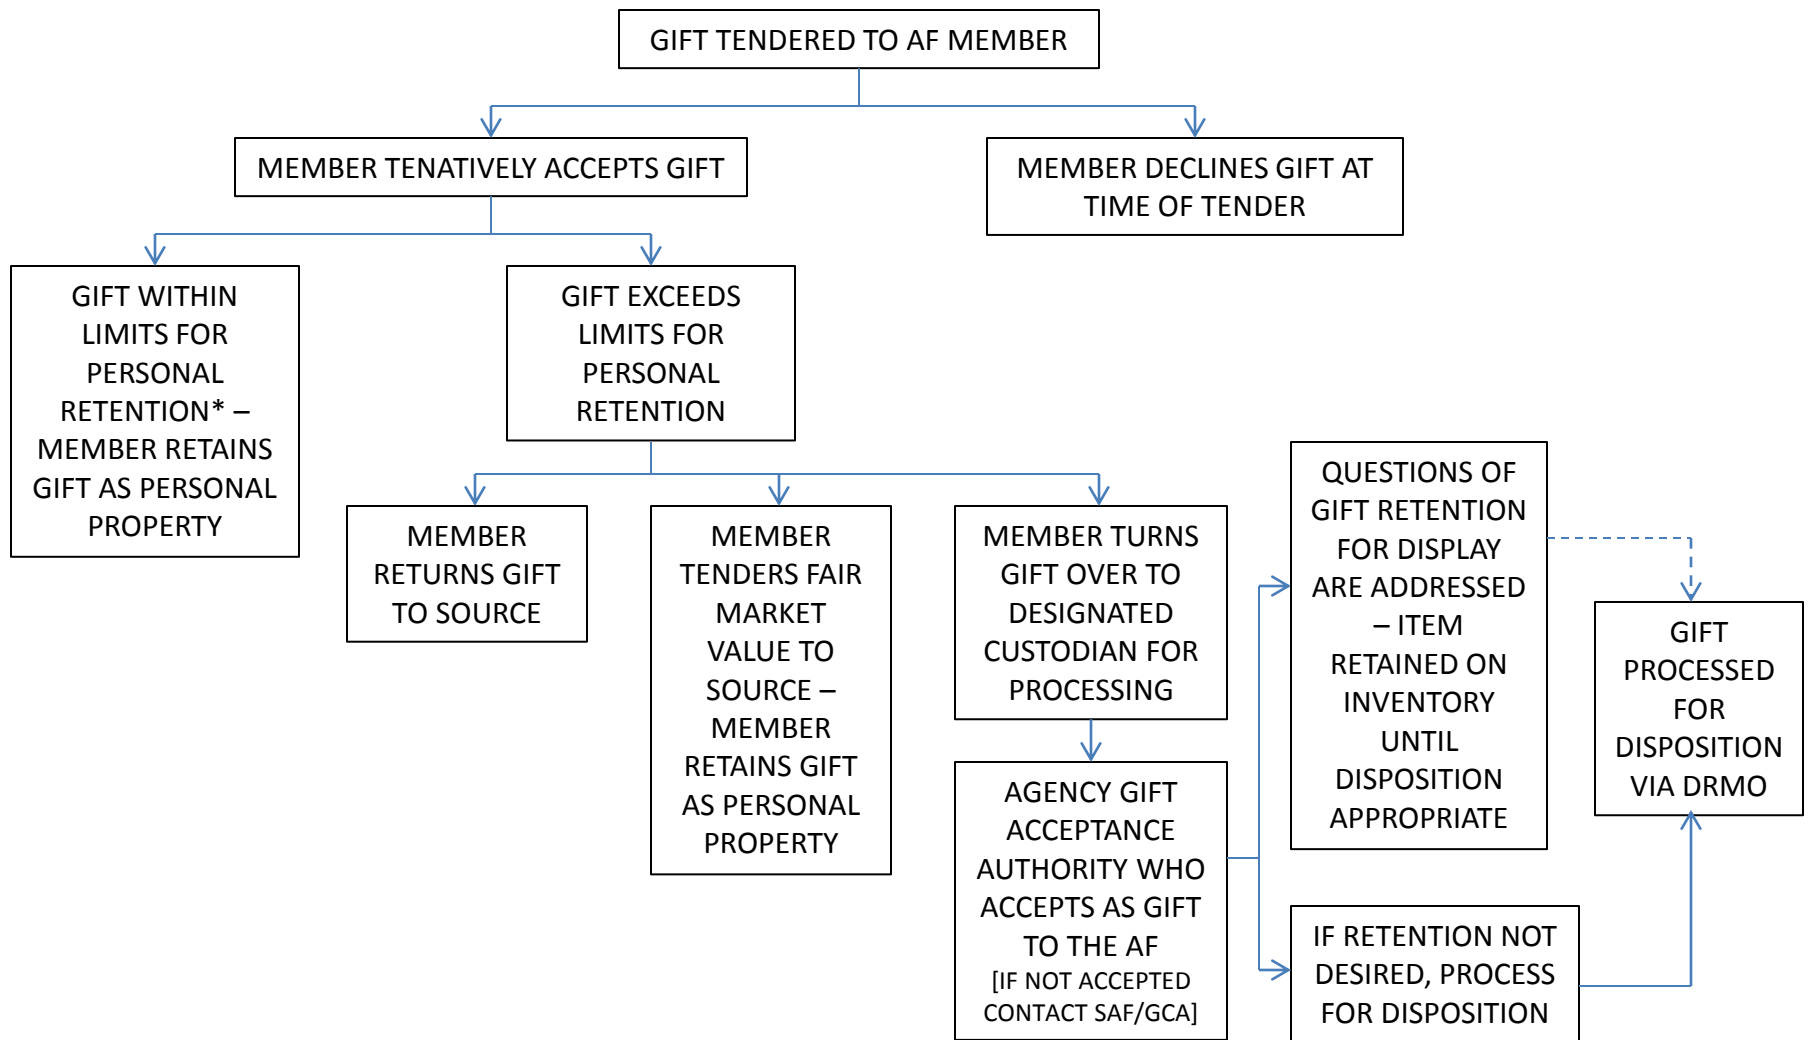 GIFT TENDERED TO AF MEMBER
MEMBER TENATIVELY ACCEPTS GIFT
MEMBER DECLINES GIFT AT
TIME OF TENDER
GIFT WITHIN
LIMITS FOR
PERSONAL
RETENTION* –
MEMBER RETAINS
GIFT AS PERSONAL
PROPERTY
GIFT EXCEEDS
LIMITS FOR
PERSONAL
RETENTION
MEMBER
RETURNS GIFT
TO SOURCE
MEMBER
TENDERS FAIR
MARKET
VALUE TO
SOURCE –
MEMBER
RETAINS GIFT
AS PERSONAL
PROPERTY
MEMBER TURNS
GIFT OVER TO
DESIGNATED
CUSTODIAN FOR
PROCESSING
AGENCY GIFT
ACCEPTANCE
AUTHORITY WHO
ACCEPTS AS GIFT
TO THE AF
[IF NOT ACCEPTED
CONTACT SAF/GCA]
QUESTIONS OF
GIFT RETENTION
FOR DISPLAY
ARE ADDRESSED
– ITEM
RETAINED ON
INVENTORY
UNTIL
DISPOSITION
APPROPRIATE
IF RETENTION NOT
DESIRED, PROCESS
FOR DISPOSITION
GIFT
PROCESSED
FOR
DISPOSITION
VIA DRMO